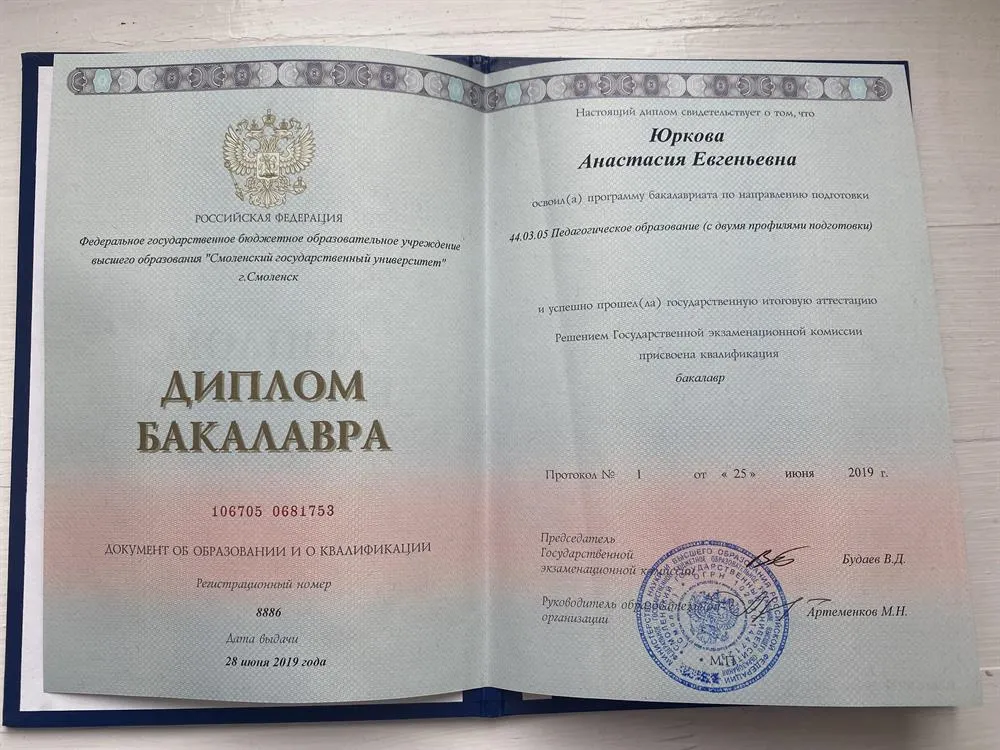 РОССИЙСКАЯ ФЕДЕРАЦИЯ
Федеральное государственное бюджетное образовательное учреждение
высшего образования "Смоленский государственный университет"
г.Смоленск
ДИПЛОМ
БАКАЛАВРА
106705 0681753
ДОКУМЕНТ ОБ ОБРАЗОВАНИИ И О КВАЛИФИКАЦИИ
Регистрационный номер
8886
Дата выдачи
28 июня 2019 года
Настоящий диплом свидетельствует о том, что
Юркова
Анастасия Евгеньевна
освоил(а) программу бакалавриата по направлению подготовки
44.03.05 Педагогическое образование (с двумя профилями подготовки)
и успешно прошел(ла) государственную итоговую аттестацию
Решением Государственной экзаменационной комиссии
присвоена квалификация
бакалавр
Протокол № 1 от « 25 » июня 2019 г.
Председатель
Государственной
экзаменационной комиссии
Будаев В.Д.
Руководитель образовательной
организации
Артеменков М.Н.
М.П.